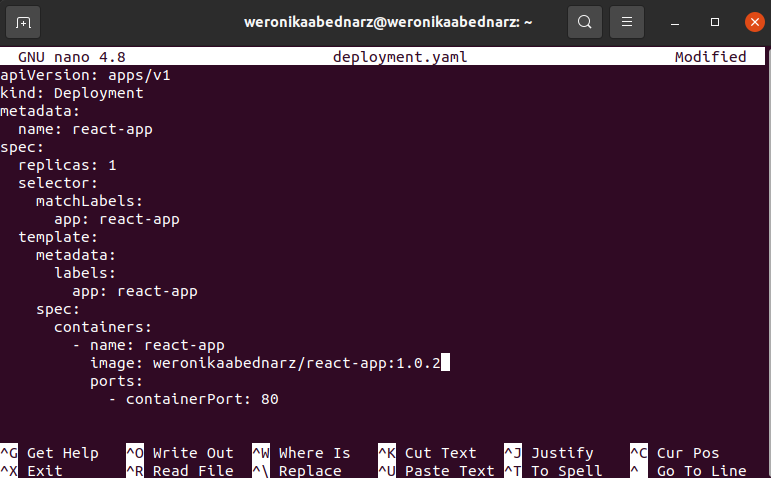 weronikaabednarz@weronikaabednarz: ~
GNU nano 4.8 deployment.yaml Modified
apiVersion: apps/v1
kind: Deployment
metadata:
  name: react-app
spec:
  replicas: 1
  selector:
    matchLabels:
      app: react-app
  template:
    metadata:
      labels:
        app: react-app
    spec:
      containers:
        - name: react-app
          image: weronikaabednarz/react-app:1.0.2
          ports:
            - containerPort: 80
^G Get Help ^O Write Out ^W Where Is ^K Cut Text ^J Justify ^C Cur Pos
^X Exit ^R Read File ^\ Replace ^U Paste Text ^T To Spell ^ Go To Line